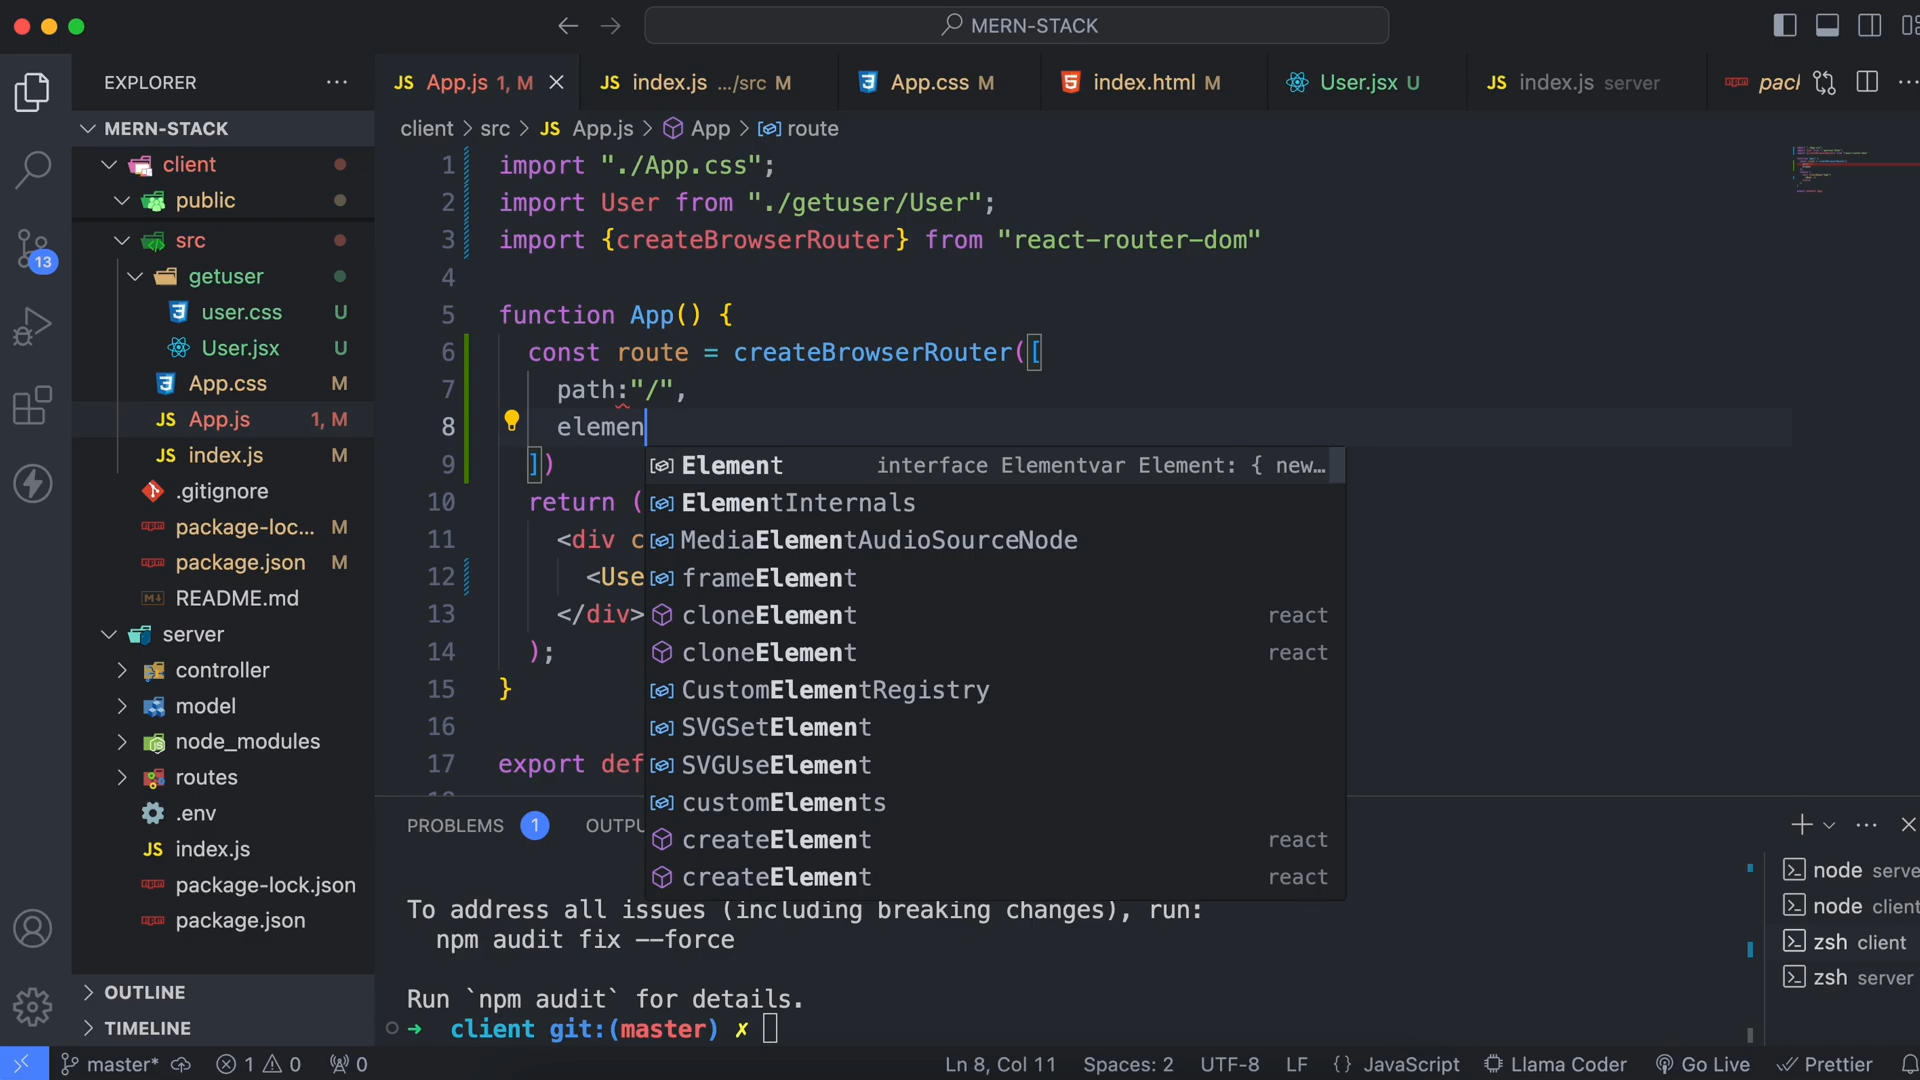 MERN-STACK
EXPLORER
MERN-STACK
client
public
src
getuser
user.css U
User.jsx U
App.css M
App.js 1, M
index.js M
.gitignore
package-loc... M
package.json M
README.md
server
controller
model
node_modules
routes
.env
index.js
package-lock.json
package.json
OUTLINE
TIMELINE
13
JS App.js 1, M
JS index.js .../src M
App.css M
index.html M
User.jsx U
JS index.js server
pacl
client > src > JS App.js > App > route
1 import "./App.css";
2 import User from "./getuser/User";
3 import {createBrowserRouter} from "react-router-dom"
4
5 function App() {
6 const route = createBrowserRouter([
7 path:"/",
8 elemen
9 ])
10 return (
11 <div c
12 <Use
13 </div>
14 );
15 }
16
17 export def
Element interface Elementvar Element: { new…
ElementInternals
MediaElementAudioSourceNode
frameElement
cloneElement react
cloneElement react
CustomElementRegistry
SVGSetElement
SVGUseElement
customElements
createElement react
createElement react
PROBLEMS 1 OUTPU
To address all issues (including breaking changes), run:
npm audit fix --force
Run `npm audit` for details.
➜ client git:(master) ✗
node serve
node client
zsh client
zsh server
master* 1 0 0
Ln 8, Col 11 Spaces: 2 UTF-8 LF {} JavaScript Llama Coder Go Live Prettier